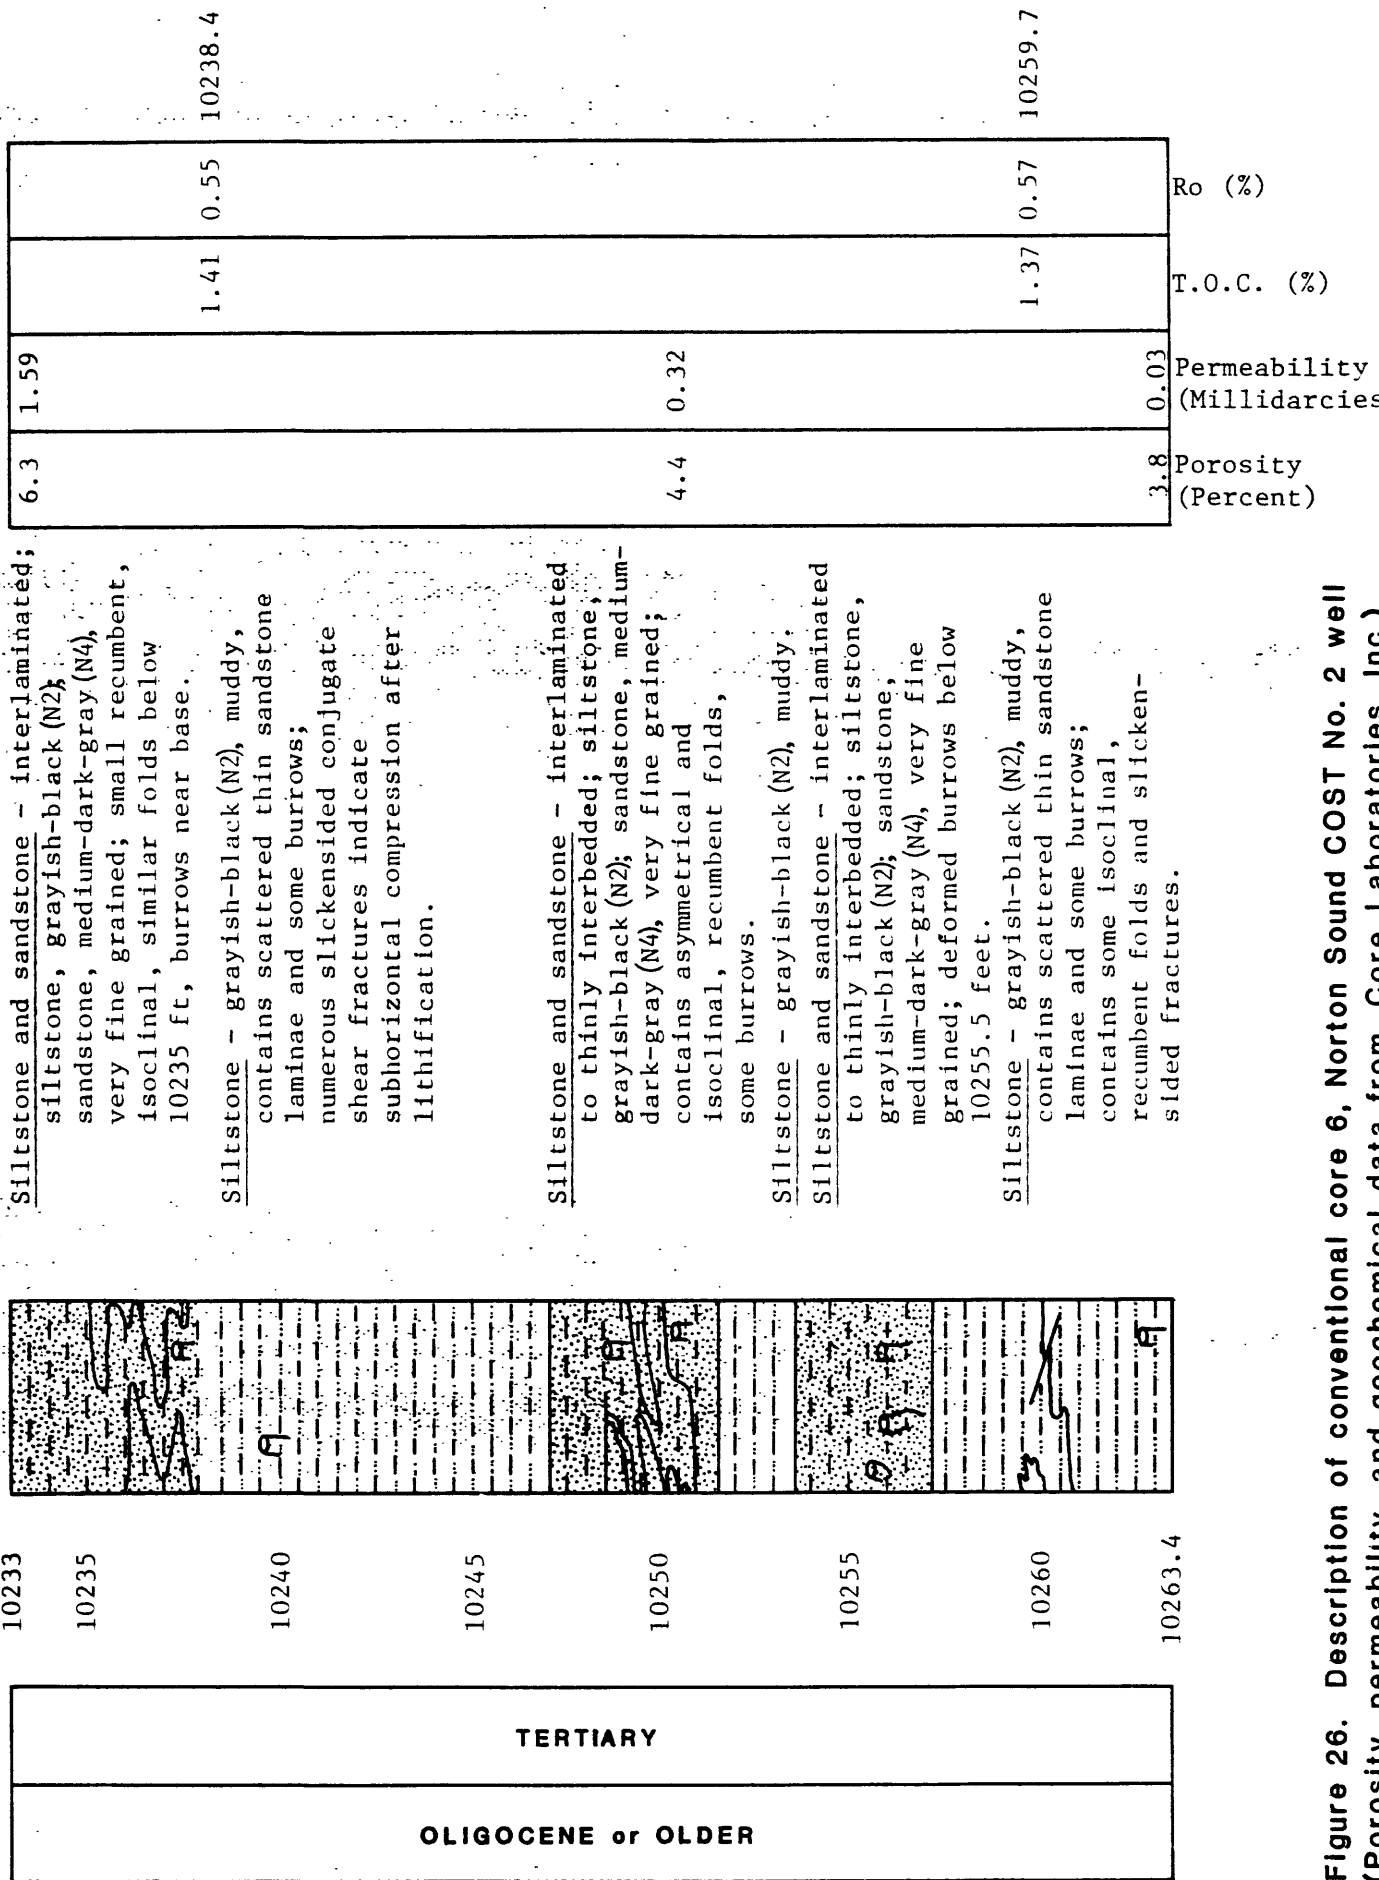 TERTIARY
OLIGOCENE or OLDER
10233
10235
10240
10245
10250
10255
10260
10263.4
Siltstone and sandstone - interlaminated;
siltstone, grayish-black (N2);
sandstone, medium-dark-gray (N4),
very fine grained; small recumbent,
isoclinal, similar folds below
10235 ft, burrows near base.
Siltstone - grayish-black (N2), muddy,
contains scattered thin sandstone
laminae and some burrows;
numerous slickensided conjugate
shear fractures indicate
subhorizontal compression after
lithification.
Siltstone and sandstone - interlaminated
to thinly interbedded; siltstone,
grayish-black (N2); sandstone, medium-
dark-gray (N4), very fine grained;
contains asymmetrical and
isoclinal, recumbent folds,
some burrows.
Siltstone - grayish-black (N2), muddy.
Siltstone and sandstone - interlaminated
to thinly interbedded; siltstone,
grayish-black (N2); sandstone,
medium-dark-gray (N4), very fine
grained; deformed burrows below
10255.5 feet.
Siltstone - grayish-black (N2), muddy,
contains scattered thin sandstone
laminae and some burrows;
contains some isoclinal,
recumbent folds and slicken-
sided fractures.
6.3 1.59
1.41 0.55 10238.4
4.4 0.32
1.37 0.57 10259.7
3.8 0.03
Ro (%)
T.O.C. (%)
Permeability
(Millidarcies
Porosity
(Percent)
Figure 26. Description of conventional core 6, Norton Sound COST No. 2 well
(Porosity, permeability, and geochemical data from Core Laboratories, Inc.)